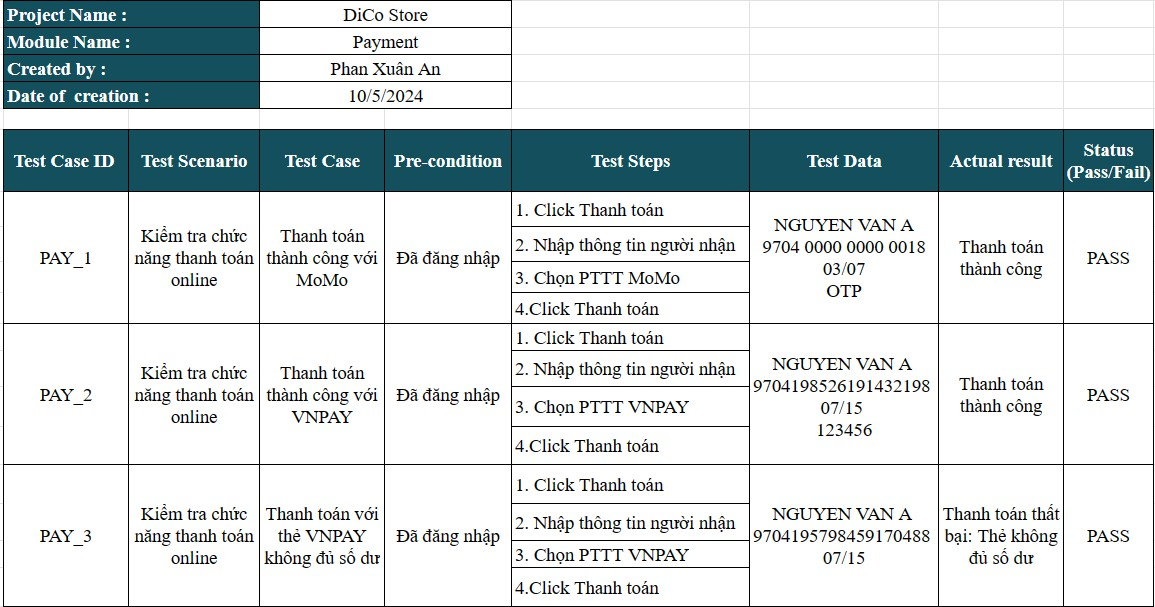 Project Name :
DiCo Store
Module Name :
Payment
Created by :
Phan Xuân An
Date of  creation :
10/5/2024
Test Case ID
Test Scenario
Test Case
Pre-condition
Test Steps
Test Data
Actual result
Status
(Pass/Fail)
PAY_1
Kiểm tra chức
năng thanh toán
online
Thanh toán
thành công với
MoMo
Đã đăng nhập
1. Click Thanh toán
2. Nhập thông tin người nhận
3. Chọn PTTT MoMo
4.Click Thanh toán
NGUYEN VAN A
9704 0000 0000 0018
03/07
OTP
Thanh toán
thành công
PASS
PAY_2
Kiểm tra chức
năng thanh toán
online
Thanh toán
thành công với
VNPAY
Đã đăng nhập
1. Click Thanh toán
2. Nhập thông tin người nhận
3. Chọn PTTT VNPAY
4.Click Thanh toán
NGUYEN VAN A
9704198526191432198
07/15
123456
Thanh toán
thành công
PASS
PAY_3
Kiểm tra chức
năng thanh toán
online
Thanh toán với
thẻ VNPAY
không đủ số dư
Đã đăng nhập
1. Click Thanh toán
2. Nhập thông tin người nhận
3. Chọn PTTT VNPAY
4.Click Thanh toán
NGUYEN VAN A
9704195798459170488
07/15
Thanh toán thất
bại: Thẻ không
đủ số dư
PASS